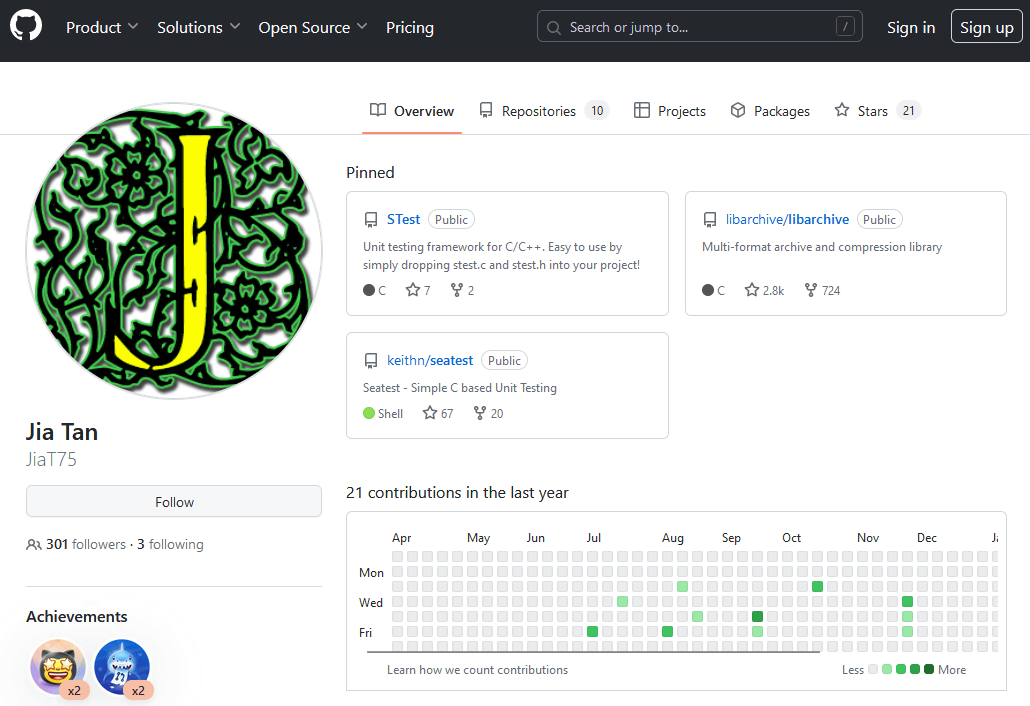 Product Solutions Open Source Pricing Search or jump to... / Sign in Sign up
Overview Repositories 10 Projects Packages Stars 21
J
Jia Tan
JiaT75
Follow
301 followers · 3 following
Achievements
x2 x2
Pinned
STest Public
Unit testing framework for C/C++. Easy to use by
simply dropping stest.c and stest.h into your project!
C 7 2
libarchive/libarchive Public
Multi-format archive and compression library
C 2.8k 724
keithn/seatest Public
Seatest - Simple C based Unit Testing
Shell 67 20
21 contributions in the last year
Apr May Jun Jul Aug Sep Oct Nov Dec
Mon
Wed
Fri
Learn how we count contributions Less More